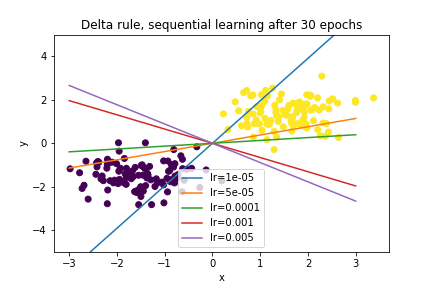 Delta rule, sequential learning after 30 epochs
y
4
2
0
−2
−4
lr=1e-05
lr=5e-05
lr=0.0001
lr=0.001
lr=0.005
−3 −2 −1 0 1 2 3
x